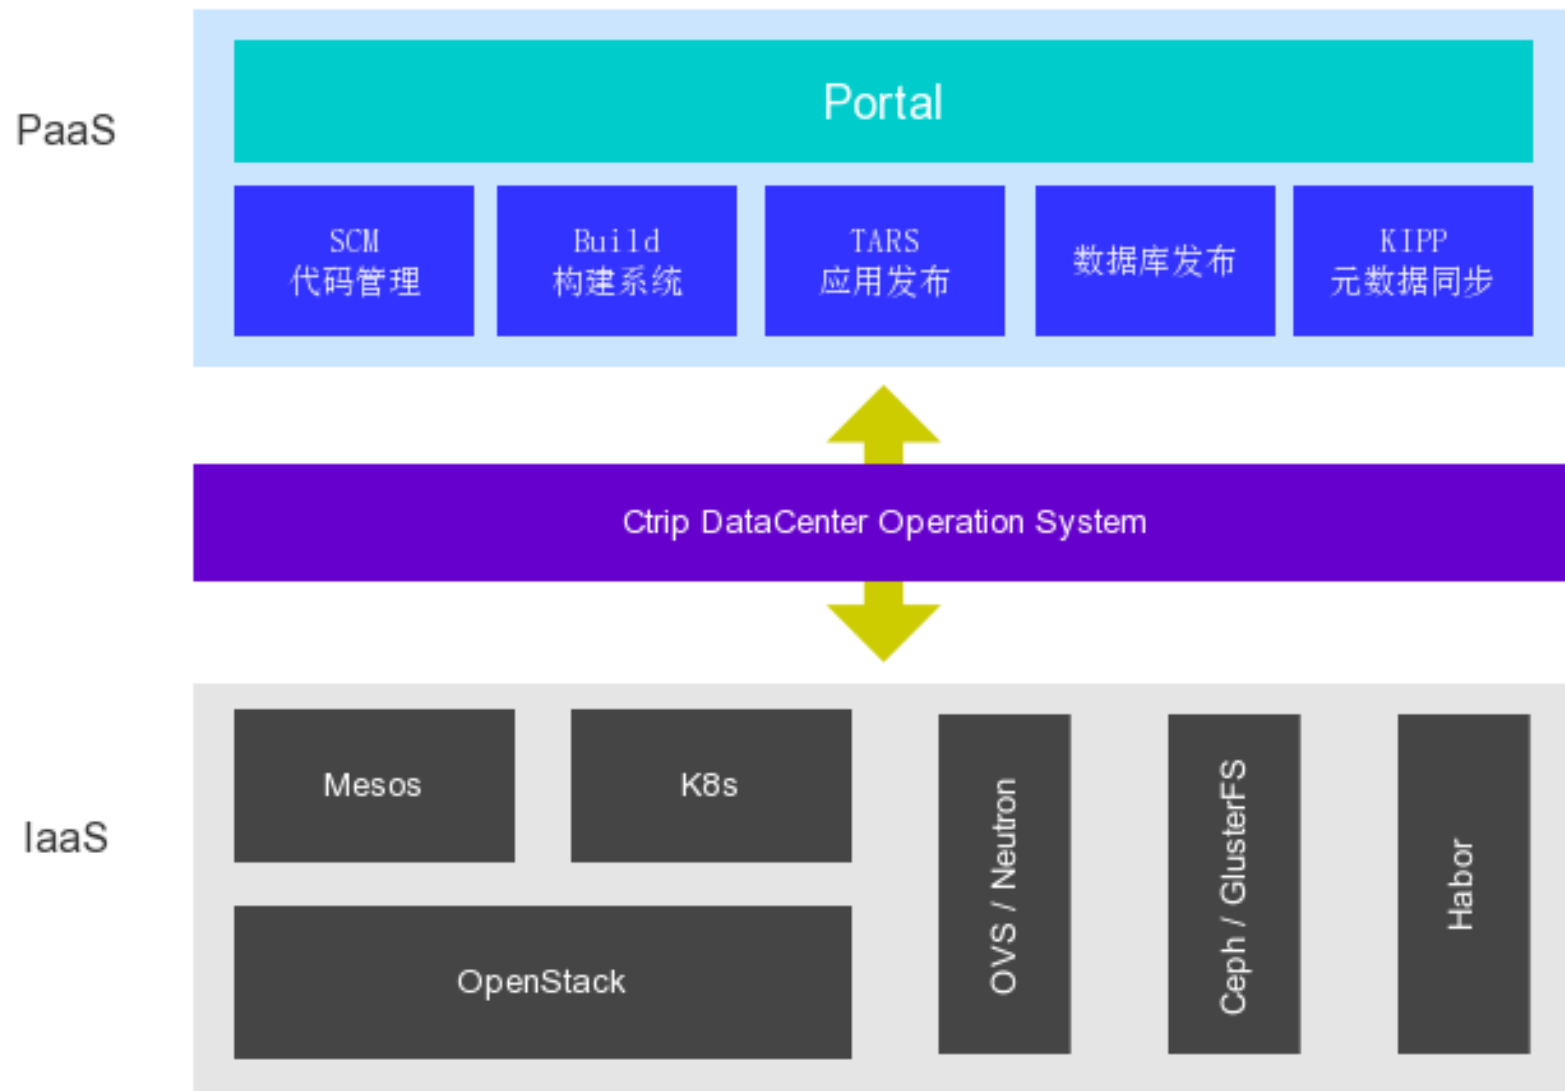 PaaS
Portal
SCM
代码管理
Build
构建系统
TARS
应用发布
数据库发布
KIPP
元数据同步
Ctrip DataCenter Operation System
IaaS
Mesos
K8s
OpenStack
OVS / Neutron
Ceph / GlusterFS
Habor